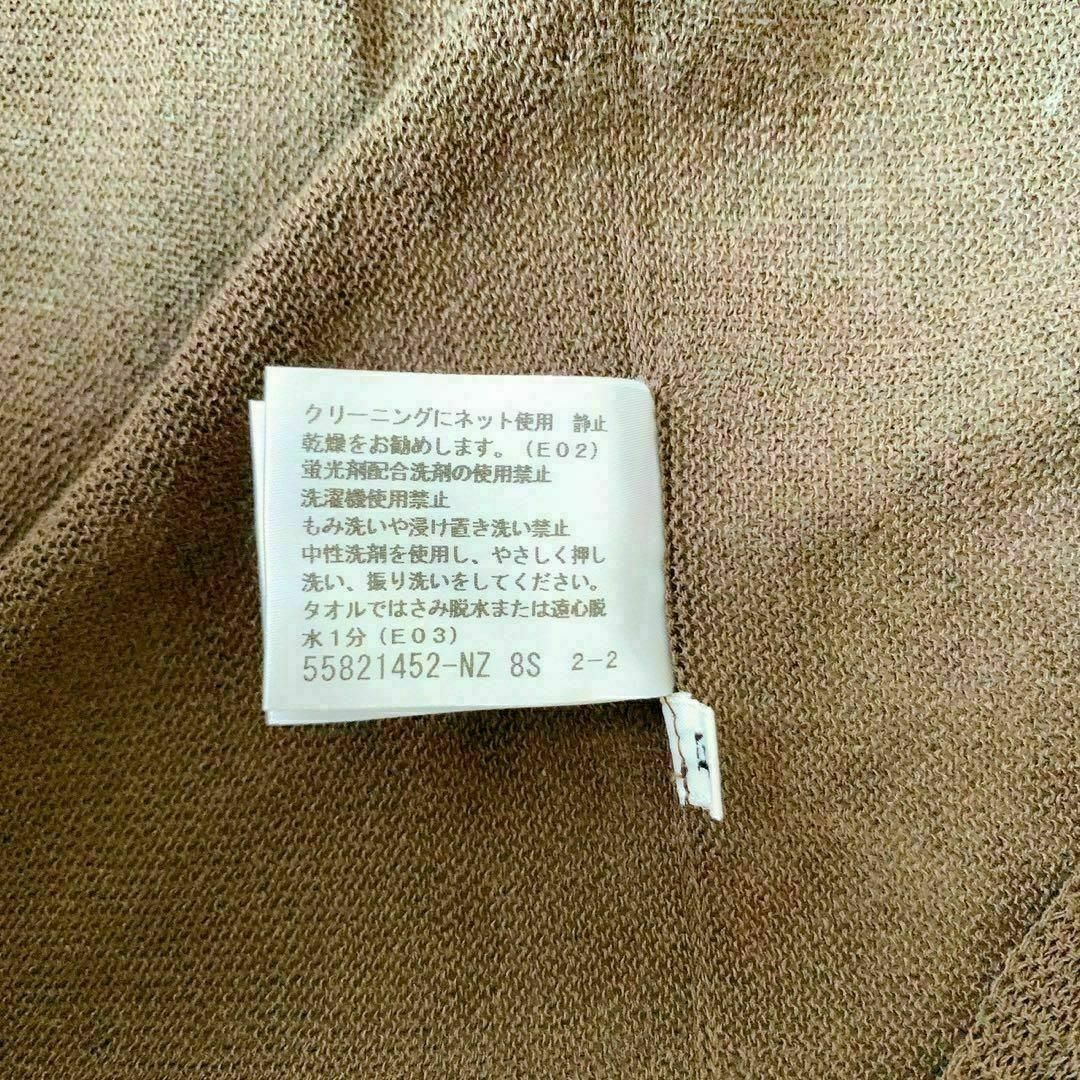 クリーニングにネット使用 静止
乾燥をお勧めします。(E02)
蛍光剤配合洗剤の使用禁止
洗濯機使用禁止
もみ洗いや浸け置き洗い禁止
中性洗剤を使用し、やさしく押し
洗い、振り洗いをしてください。
タオルではさみ脱水または遠心脱
水1分(E03)
55821452-NZ 8S 2-2